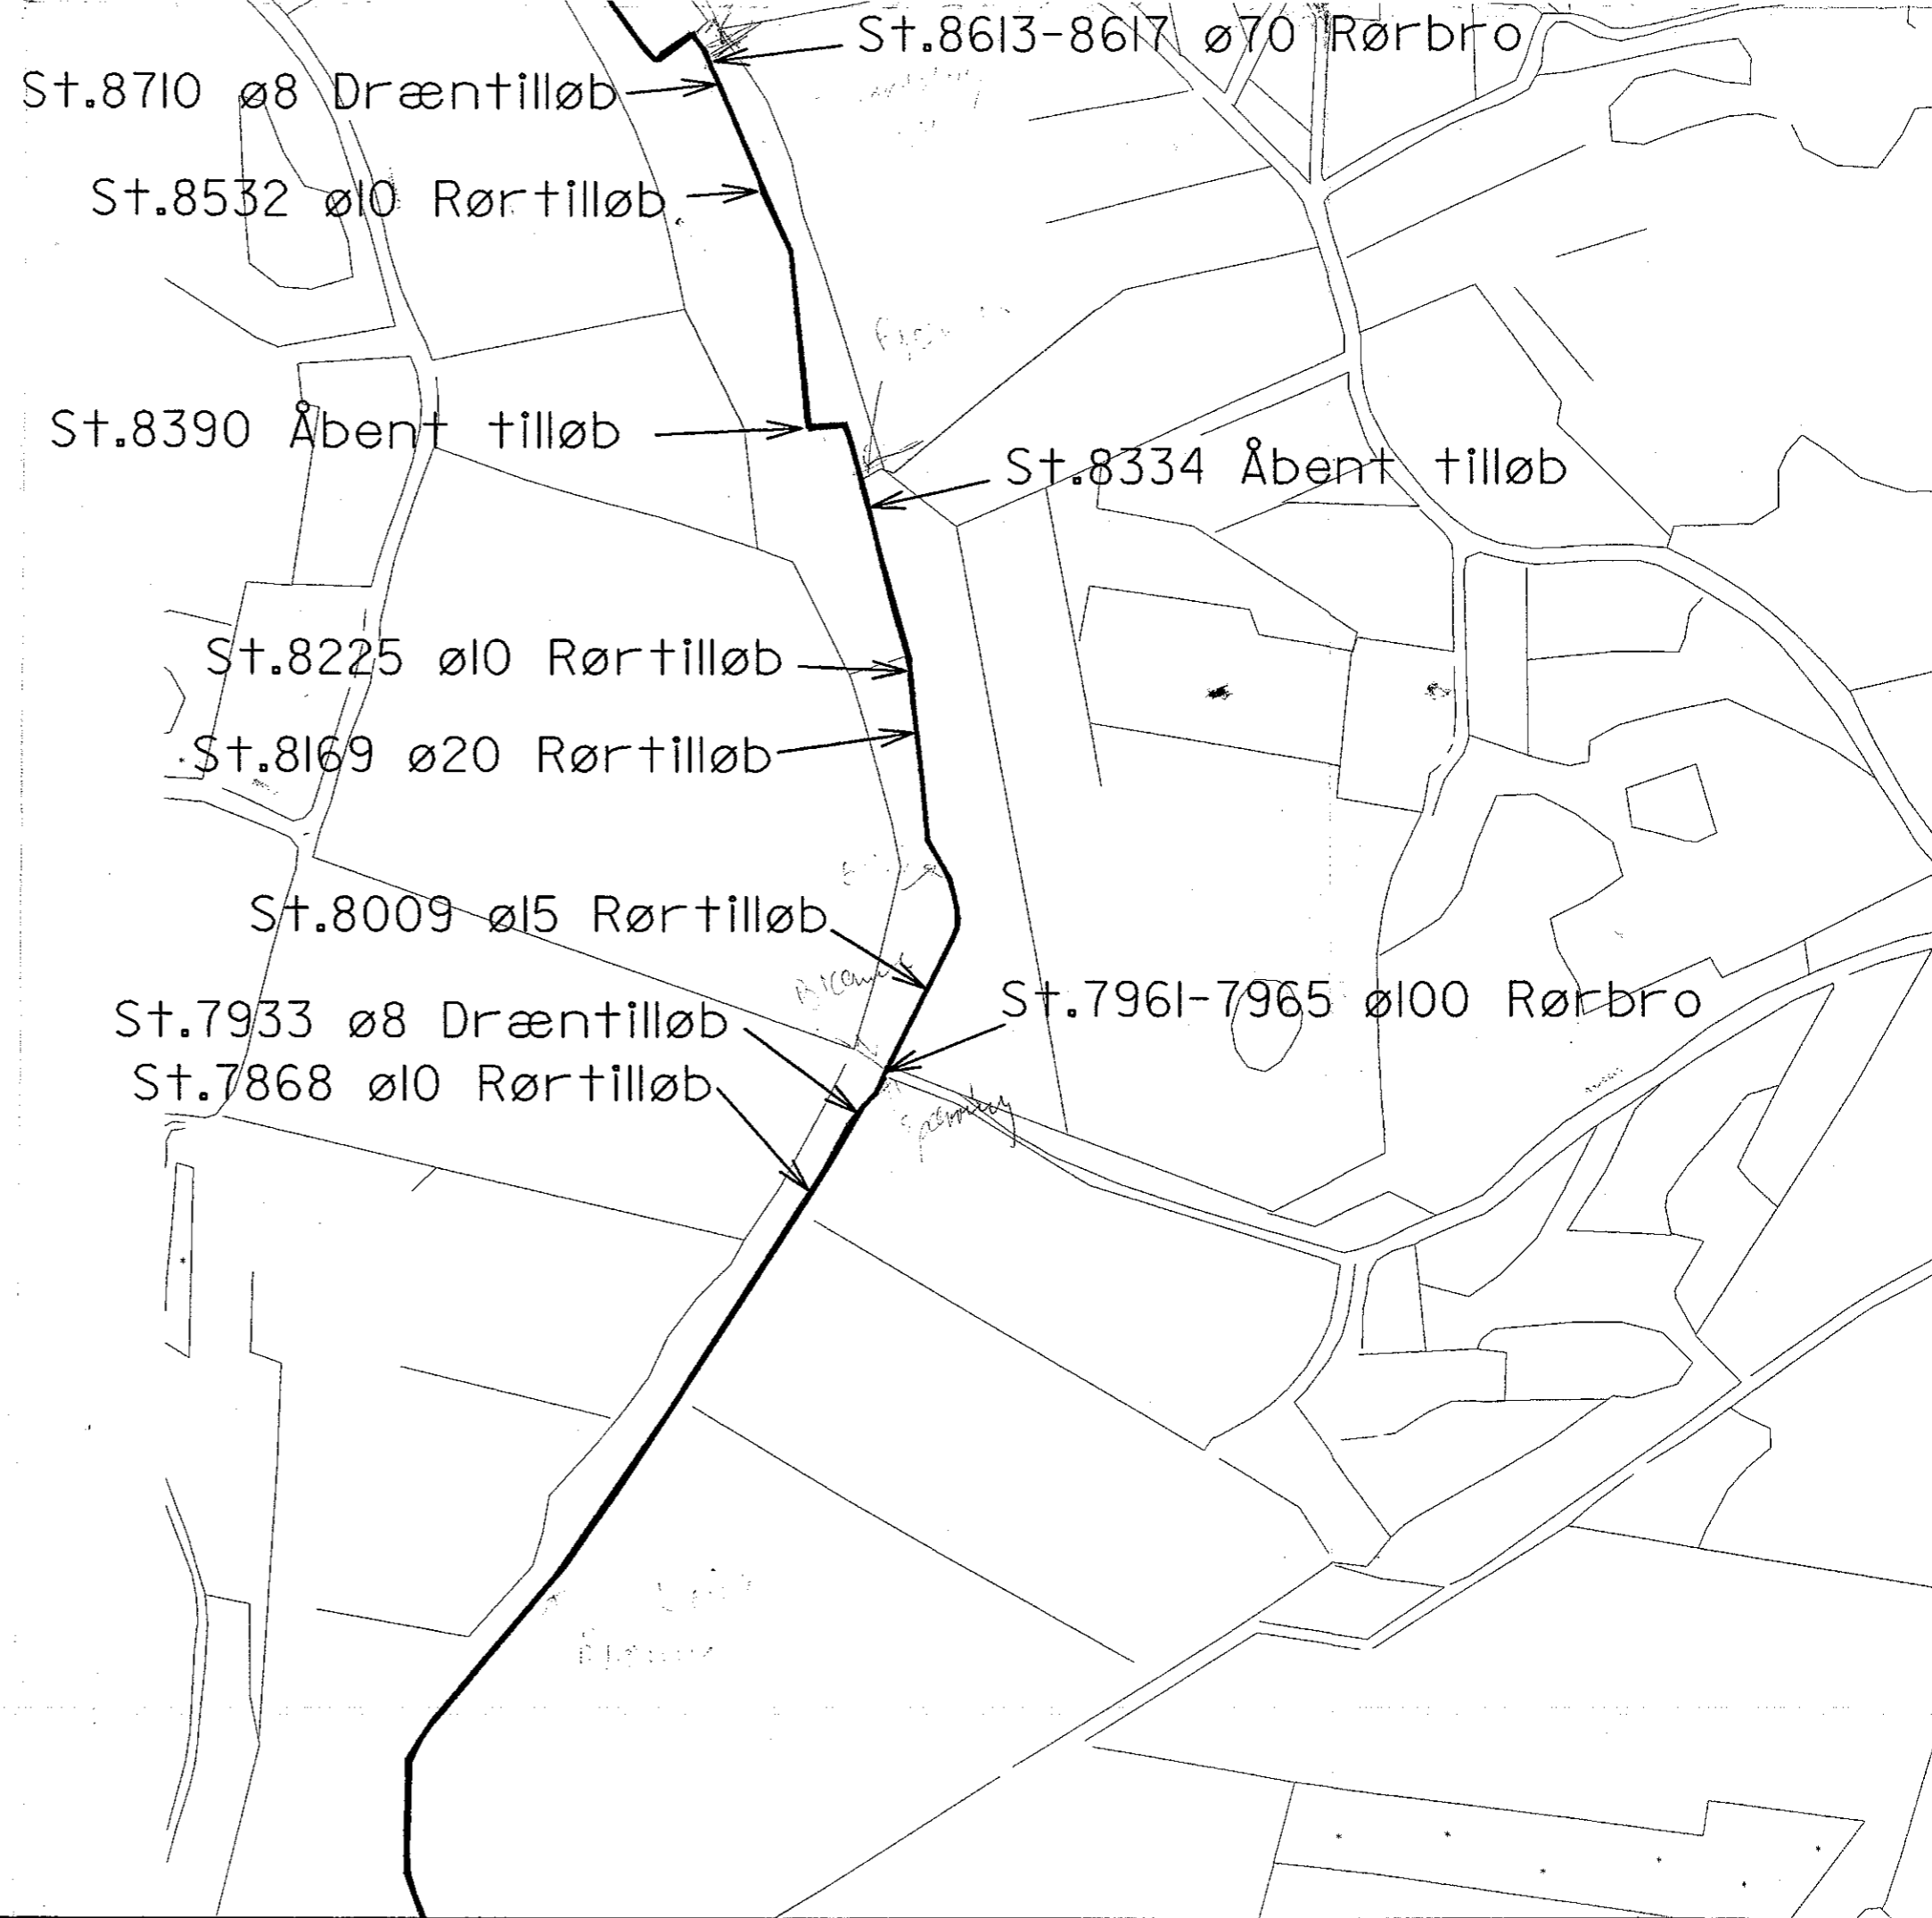 St.8613-8617 ø70 Rørbro
St.8710 ø8 Dræntilløb
St.8532 ø10 Rørtilløb
St.8390 Åbent tilløb
St.8334 Åbent tilløb
St.8225 ø10 Rørtilløb
St.8169 ø20 Rørtilløb
St.8009 ø15 Rørtilløb
St.7961-7965 ø100 Rørbro
St.7933 ø8 Dræntilløb
St.7868 ø10 Rørtilløb